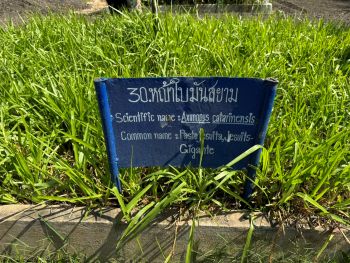 30.หญ้าใบมันสยาม
Scientific name : Axonopus catarinensis
Common name : Pasto Jesuita, Jesuits-
Gigante